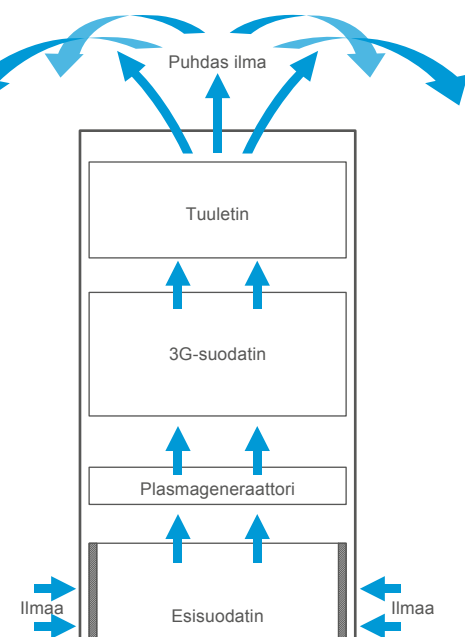 Puhdas ilma
Tuuletin
3G-suodatin
Plasmageneraattori
Ilmaa
Esisuodatin
Ilmaa